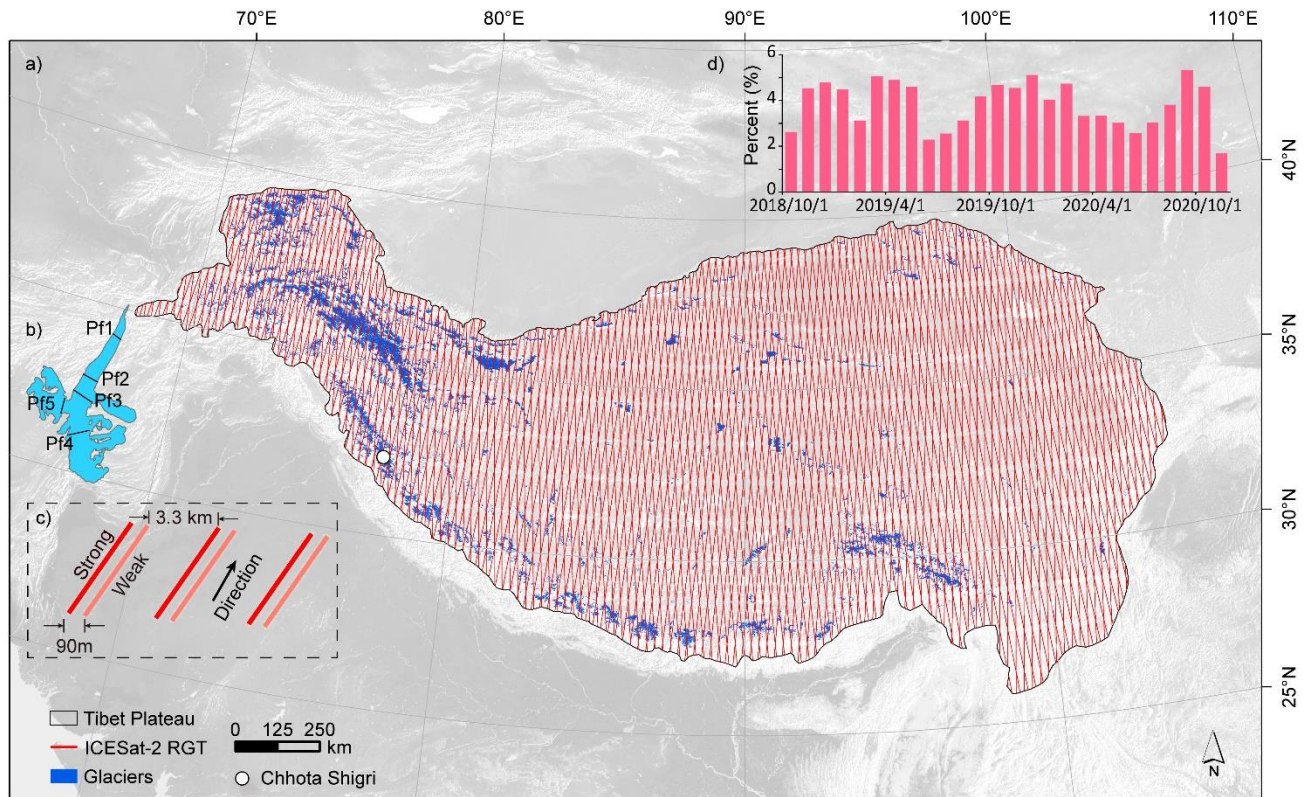 70°E
80°E
90°E
100°E
110°E
a)
d)
Percent (%)
6
4
2
0
2018/10/1
2019/4/1
2019/10/1
2020/4/1
2020/10/1
40°N
35°N
30°N
25°N
b)
Pf1
Pf2
Pf3
Pf5
Pf4
c)
3.3 km
Strong
Weak
Direction
90m
Tibet Plateau
ICESat-2 RGT
Glaciers
0 125 250
km
Chhota Shigri
N